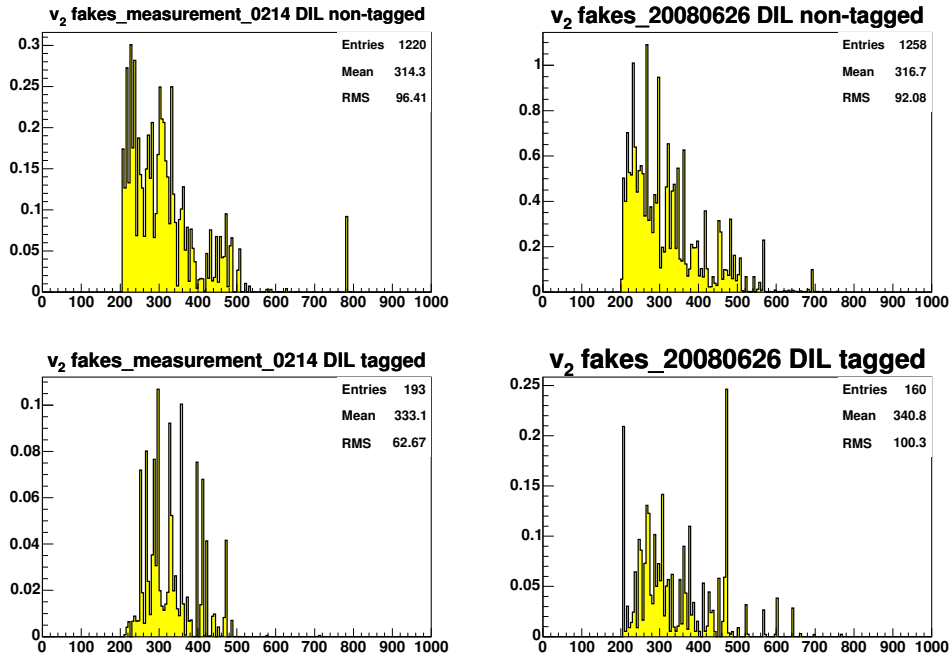 v2 fakes_measurement_0214 DIL non-tagged
Entries 1220
Mean 314.3
RMS 96.41
0.3
0.25
0.2
0.15
0.1
0.05
0
0 100 200 300 400 500 600 700 800 900 1000
v2 fakes_20080626 DIL non-tagged
Entries 1258
Mean 316.7
RMS 92.08
1
0.8
0.6
0.4
0.2
0
0 100 200 300 400 500 600 700 800 900 1000
v2 fakes_measurement_0214 DIL tagged
Entries 193
Mean 333.1
RMS 62.67
0.1
0.08
0.06
0.04
0.02
0
0 100 200 300 400 500 600 700 800 900 1000
v2 fakes_20080626 DIL tagged
Entries 160
Mean 340.8
RMS 100.3
0.25
0.2
0.15
0.1
0.05
0
0 100 200 300 400 500 600 700 800 900 1000